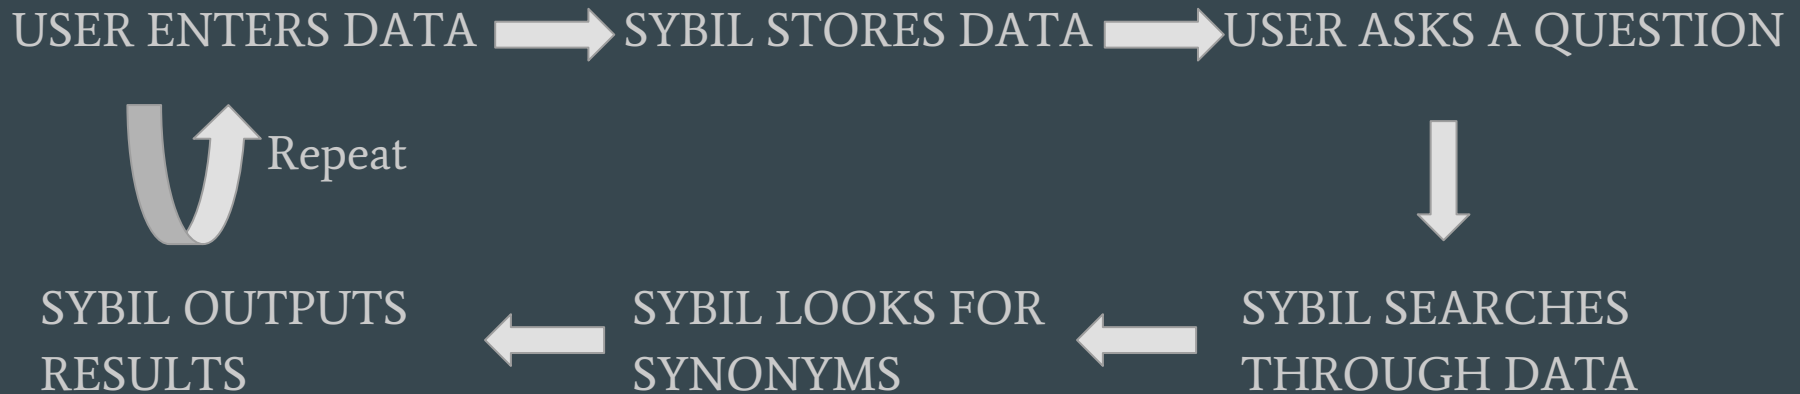 USER ENTERS DATA
SYBIL STORES DATA
USER ASKS A QUESTION
Repeat
SYBIL SEARCHES
THROUGH DATA
SYBIL LOOKS FOR
SYNONYMS
SYBIL OUTPUTS
RESULTS